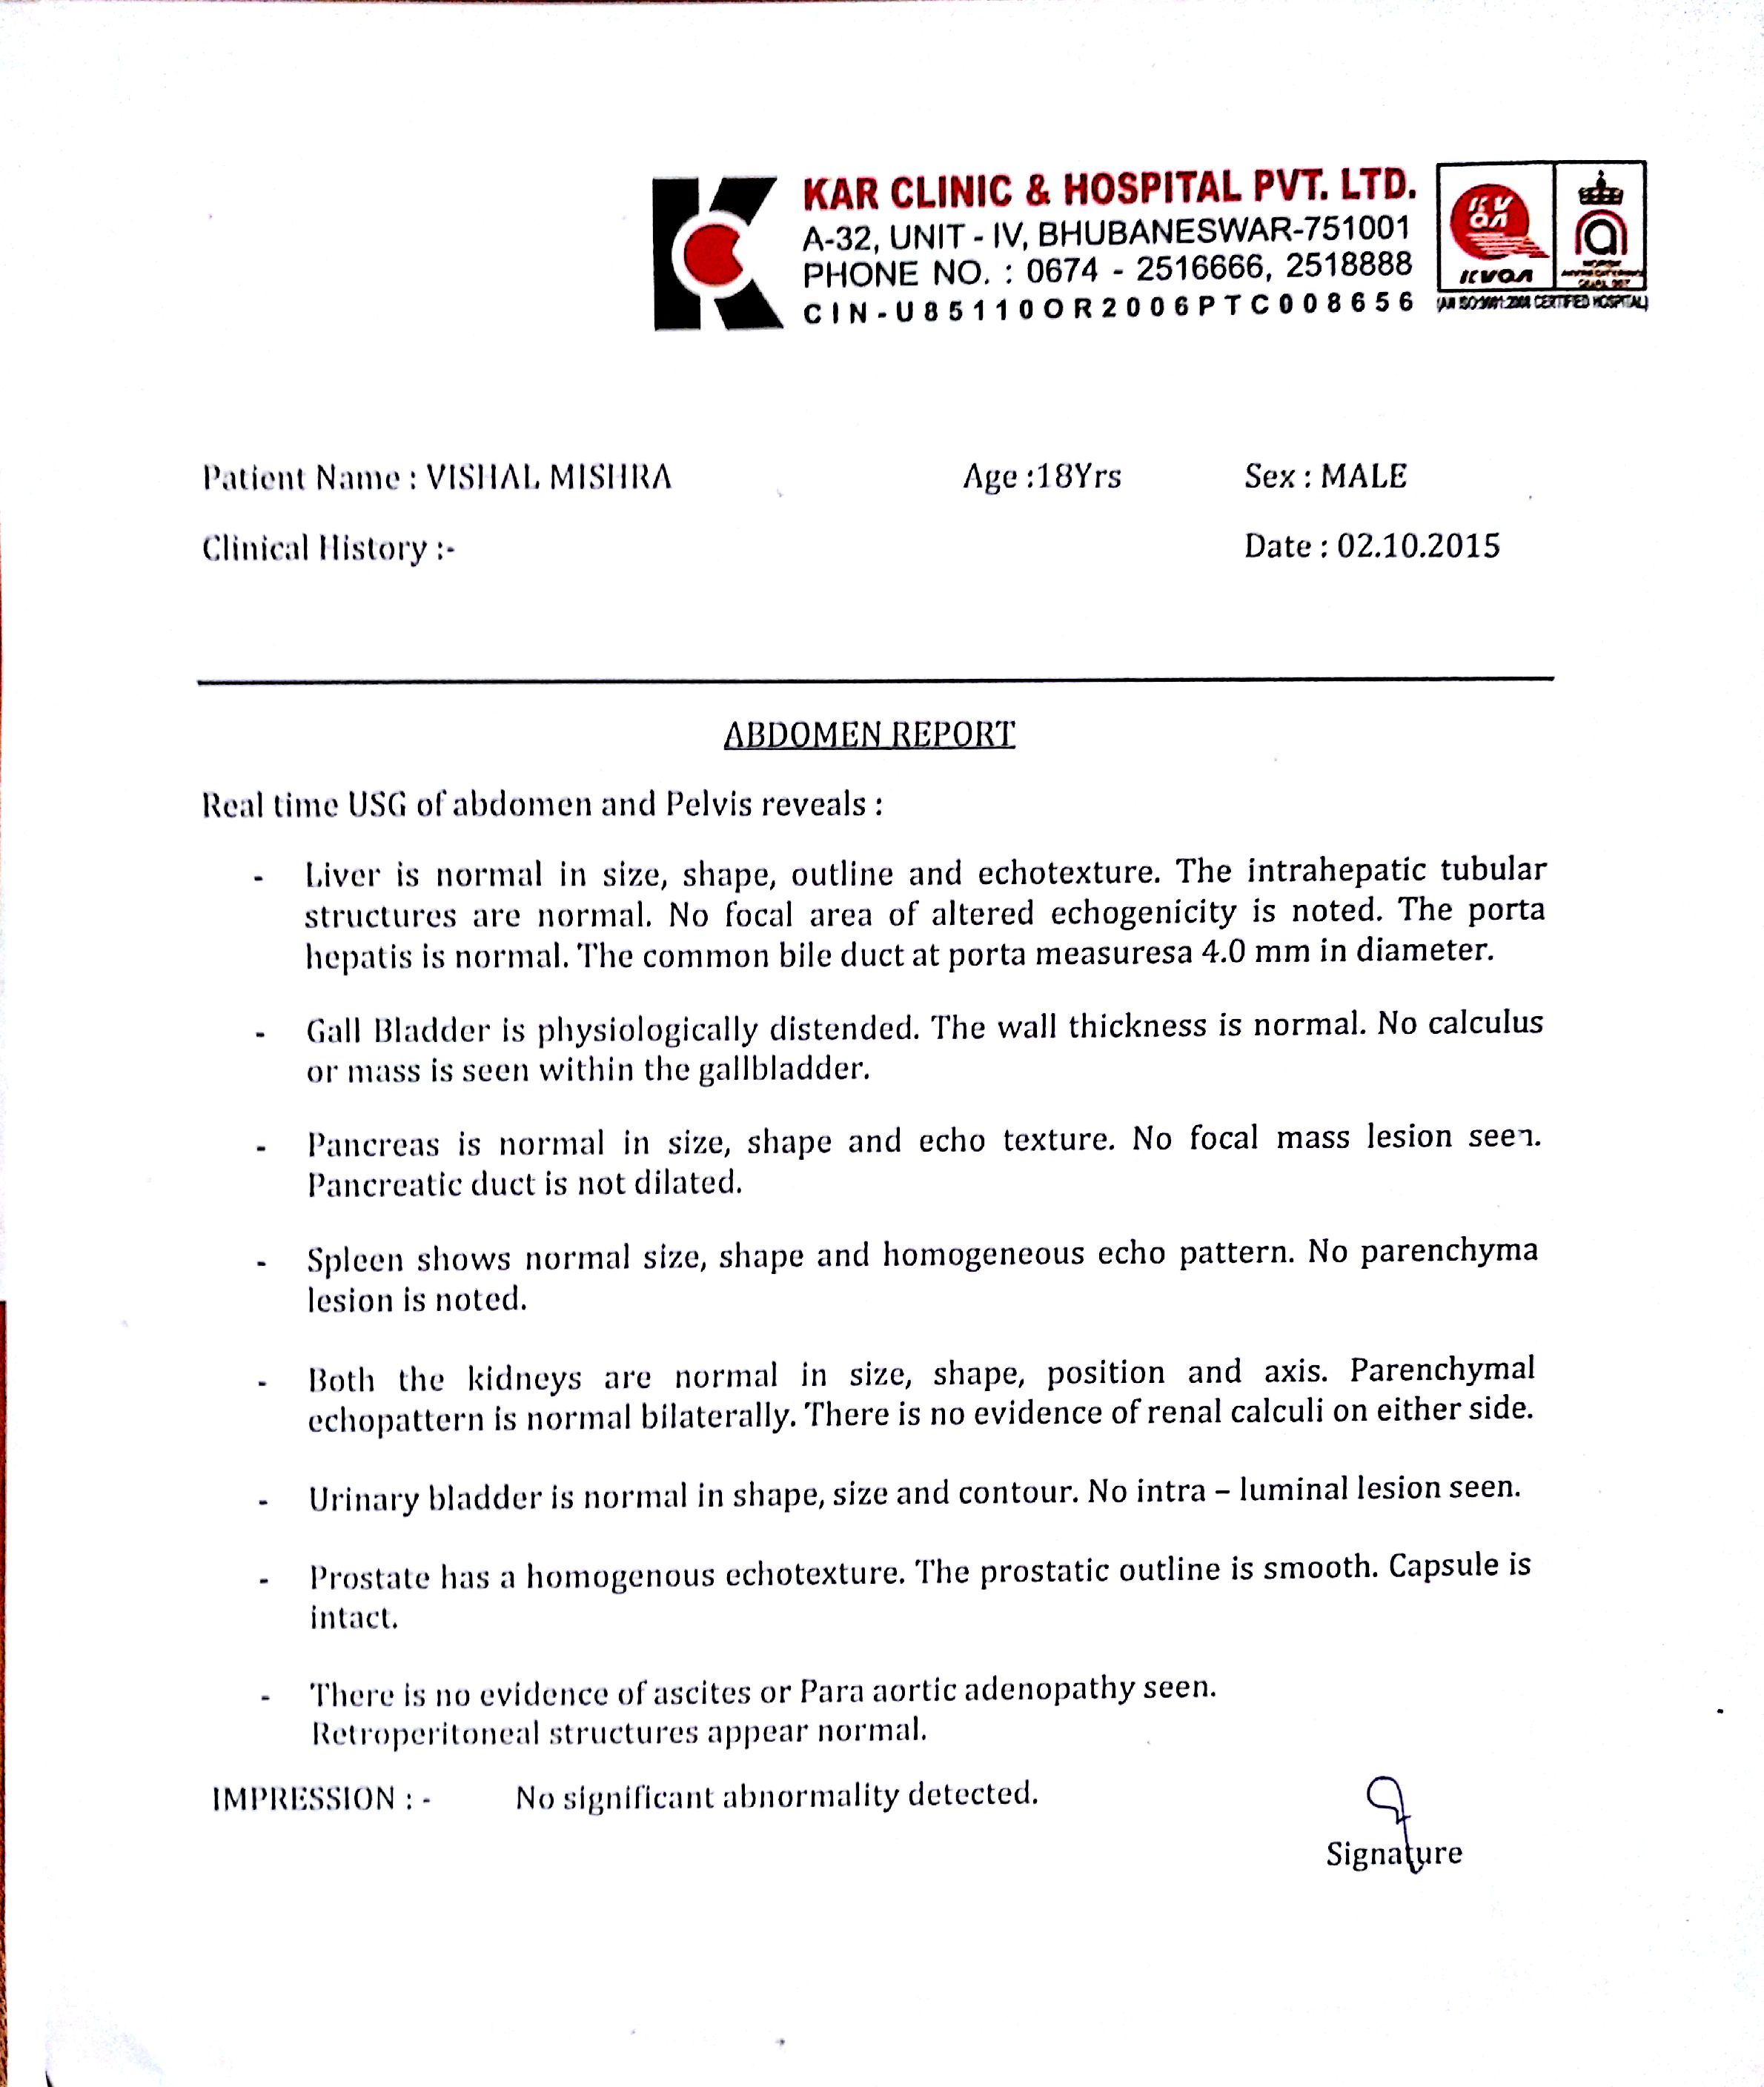 KAR CLINIC & HOSPITAL PVT. LTD.
A-32, UNIT - IV, BHUBANESWAR-751001
PHONE NO. : 0674 - 2516666, 2518888
CIN-U85110OR2006PTC008656
KVQA
(AN ISO:9001:2008 CERTIFIED HOSPITAL)
Patient Name : VISHAL MISHRA Age :18Yrs Sex : MALE
Clinical History :- Date : 02.10.2015
ABDOMEN REPORT
Real time USG of abdomen and Pelvis reveals :
- Liver is normal in size, shape, outline and echotexture. The intrahepatic tubular
structures are normal. No focal area of altered echogenicity is noted. The porta
hepatis is normal. The common bile duct at porta measuresa 4.0 mm in diameter.
- Gall Bladder is physiologically distended. The wall thickness is normal. No calculus
or mass is seen within the gallbladder.
- Pancreas is normal in size, shape and echo texture. No focal mass lesion seen.
Pancreatic duct is not dilated.
- Spleen shows normal size, shape and homogeneous echo pattern. No parenchyma
lesion is noted.
- Both the kidneys are normal in size, shape, position and axis. Parenchymal
echopattern is normal bilaterally. There is no evidence of renal calculi on either side.
- Urinary bladder is normal in shape, size and contour. No intra – luminal lesion seen.
- Prostate has a homogenous echotexture. The prostatic outline is smooth. Capsule is
intact.
- There is no evidence of ascites or Para aortic adenopathy seen.
Retroperitoneal structures appear normal.
IMPRESSION : - No significant abnormality detected.
Signature